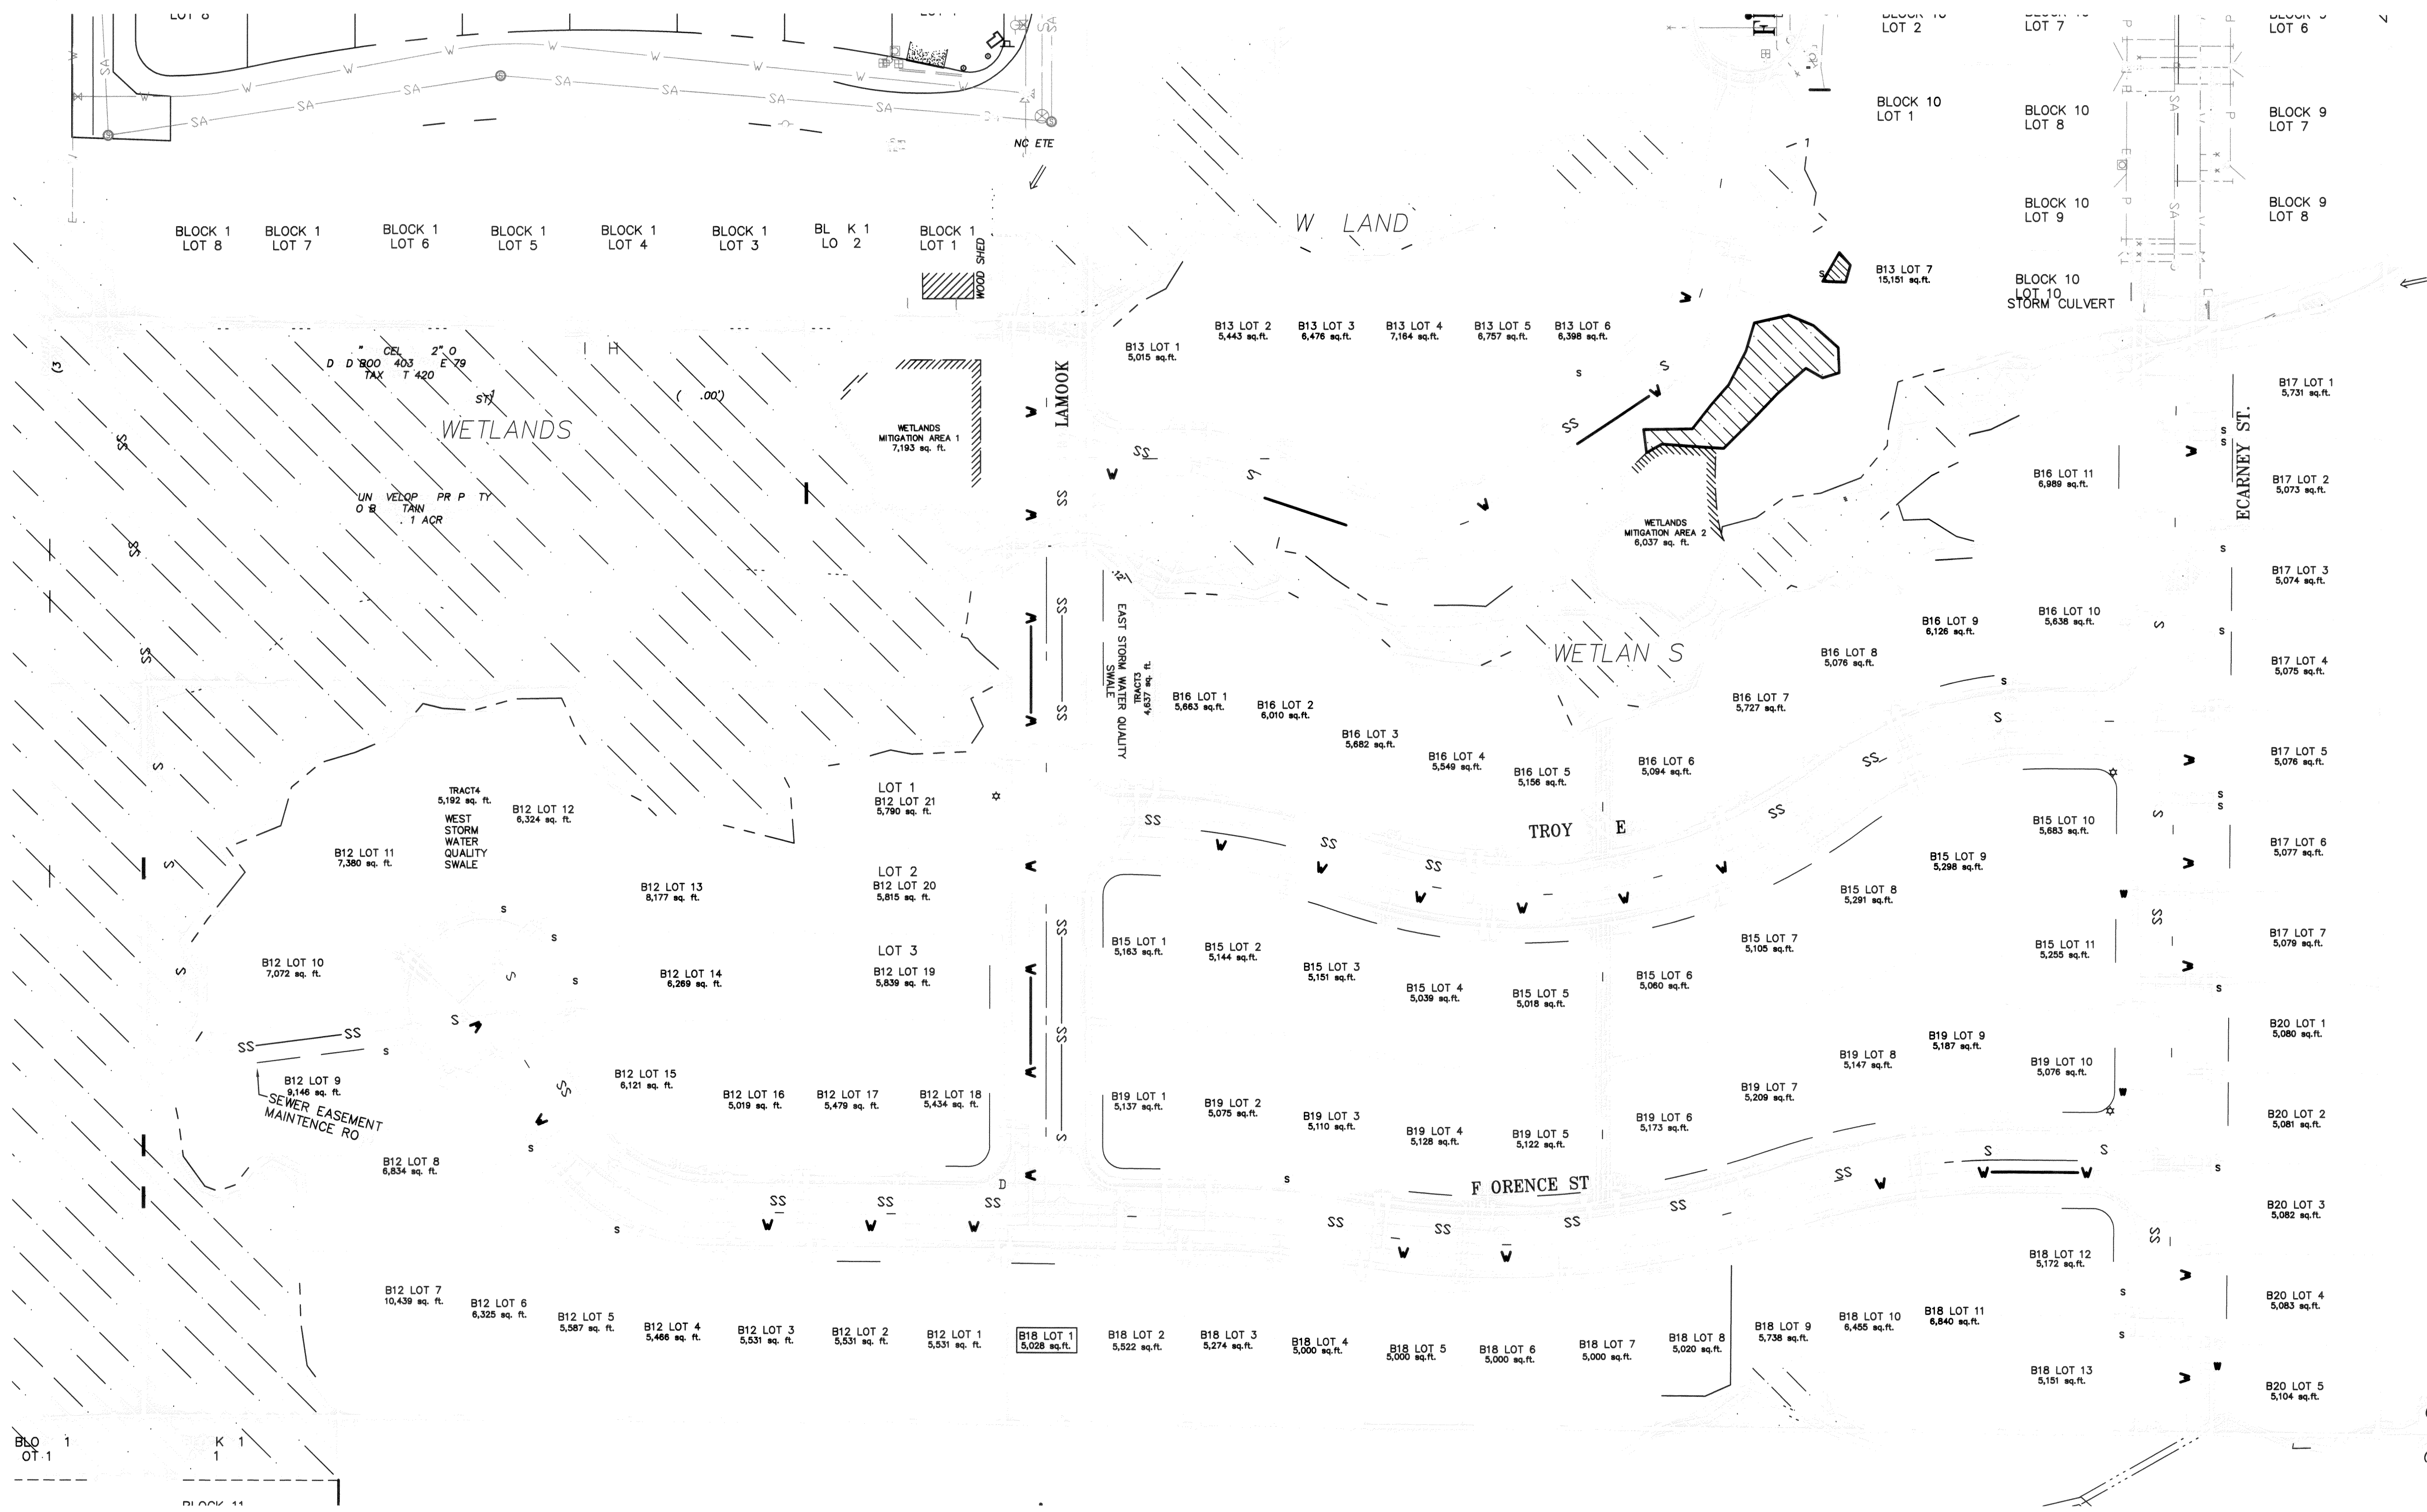 BLOCK 10
LOT 2
LOT 7
LOT 6
BLOCK 10
LOT 1
BLOCK 10
LOT 8
BLOCK 9
LOT 7
BLOCK 10
LOT 9
BLOCK 9
LOT 8
NC ETE
BLOCK 1
LOT 8
BLOCK 1
LOT 7
BLOCK 1
LOT 6
BLOCK 1
LOT 5
BLOCK 1
LOT 4
BLOCK 1
LOT 3
BL K 1
LO 2
BLOCK 1
LOT 1
WOOD SHED
W LAND
B13 LOT 7
15,151 sq.ft.
BLOCK 10
LOT 10
STORM CULVERT
B13 LOT 1
5,015 sq.ft.
B13 LOT 2
5,443 sq.ft.
B13 LOT 3
6,476 sq.ft.
B13 LOT 4
7,164 sq.ft.
B13 LOT 5
6,757 sq.ft.
B13 LOT 6
6,398 sq.ft.
" CEL 2" O
D D BOO 403 E 79
TAX T 420
ST)
( .00')
WETLANDS
WETLANDS
MITIGATION AREA 1
7,193 sq. ft.
LAMOOK
UN VELOP PR P TY
O B TAIN
. 1 ACR
WETLANDS
MITIGATION AREA 2
6,037 sq. ft.
ECARNEY ST.
B17 LOT 1
5,731 sq.ft.
B17 LOT 2
5,073 sq.ft.
B17 LOT 3
5,074 sq.ft.
B17 LOT 4
5,075 sq.ft.
B17 LOT 5
5,076 sq.ft.
B17 LOT 6
5,077 sq.ft.
B17 LOT 7
5,079 sq.ft.
B16 LOT 11
6,989 sq.ft.
B16 LOT 10
5,638 sq.ft.
B16 LOT 9
6,126 sq.ft.
B16 LOT 8
5,076 sq.ft.
B16 LOT 7
5,727 sq.ft.
WETLAN S
EAST STORM WATER QUALITY
SWALE
TRACT3
4,637 sq. ft.
B16 LOT 1
5,663 sq.ft.
B16 LOT 2
6,010 sq.ft.
B16 LOT 3
5,682 sq.ft.
B16 LOT 4
5,549 sq.ft.
B16 LOT 5
5,156 sq.ft.
B16 LOT 6
5,094 sq.ft.
TRACT4
5,192 sq. ft.
WEST
STORM
WATER
QUALITY
SWALE
B12 LOT 12
6,324 sq. ft.
B12 LOT 11
7,380 sq. ft.
LOT 1
B12 LOT 21
5,790 sq. ft.
LOT 2
B12 LOT 20
5,815 sq. ft.
LOT 3
B12 LOT 19
5,839 sq. ft.
B12 LOT 13
8,177 sq. ft.
B12 LOT 10
7,072 sq. ft.
B12 LOT 14
6,269 sq. ft.
TROY E
B15 LOT 1
5,163 sq.ft.
B15 LOT 2
5,144 sq.ft.
B15 LOT 3
5,151 sq.ft.
B15 LOT 4
5,039 sq.ft.
B15 LOT 5
5,018 sq.ft.
B15 LOT 6
5,060 sq.ft.
B15 LOT 7
5,105 sq.ft.
B15 LOT 8
5,291 sq.ft.
B15 LOT 9
5,298 sq.ft.
B15 LOT 10
5,683 sq.ft.
B15 LOT 11
5,255 sq.ft.
B12 LOT 9
9,146 sq. ft.
SEWER EASEMENT
MAINTENCE RO
B12 LOT 15
6,121 sq. ft.
B12 LOT 16
5,019 sq. ft.
B12 LOT 17
5,479 sq. ft.
B12 LOT 18
5,434 sq. ft.
B12 LOT 8
6,834 sq. ft.
B19 LOT 1
5,137 sq.ft.
B19 LOT 2
5,075 sq.ft.
B19 LOT 3
5,110 sq.ft.
B19 LOT 4
5,128 sq.ft.
B19 LOT 5
5,122 sq.ft.
B19 LOT 6
5,173 sq.ft.
B19 LOT 7
5,209 sq.ft.
B19 LOT 8
5,147 sq.ft.
B19 LOT 9
5,187 sq.ft.
B19 LOT 10
5,076 sq.ft.
B20 LOT 1
5,080 sq.ft.
B20 LOT 2
5,081 sq.ft.
B20 LOT 3
5,082 sq.ft.
B20 LOT 4
5,083 sq.ft.
B20 LOT 5
5,104 sq.ft.
F ORENCE ST
B12 LOT 7
10,439 sq. ft.
B12 LOT 6
6,325 sq. ft.
B12 LOT 5
5,587 sq. ft.
B12 LOT 4
5,466 sq. ft.
B12 LOT 3
5,531 sq. ft.
B12 LOT 2
5,531 sq. ft.
B12 LOT 1
5,531 sq. ft.
B18 LOT 1
5,028 sq.ft.
B18 LOT 2
5,522 sq.ft.
B18 LOT 3
5,274 sq.ft.
B18 LOT 4
5,000 sq.ft.
B18 LOT 5
5,000 sq.ft.
B18 LOT 6
5,000 sq.ft.
B18 LOT 7
5,000 sq.ft.
B18 LOT 8
5,020 sq.ft.
B18 LOT 9
5,738 sq.ft.
B18 LOT 10
6,455 sq.ft.
B18 LOT 11
6,840 sq.ft.
B18 LOT 12
5,172 sq.ft.
B18 LOT 13
5,151 sq.ft.
BLO 1
OT 1
K 1
1
BLOCK 11